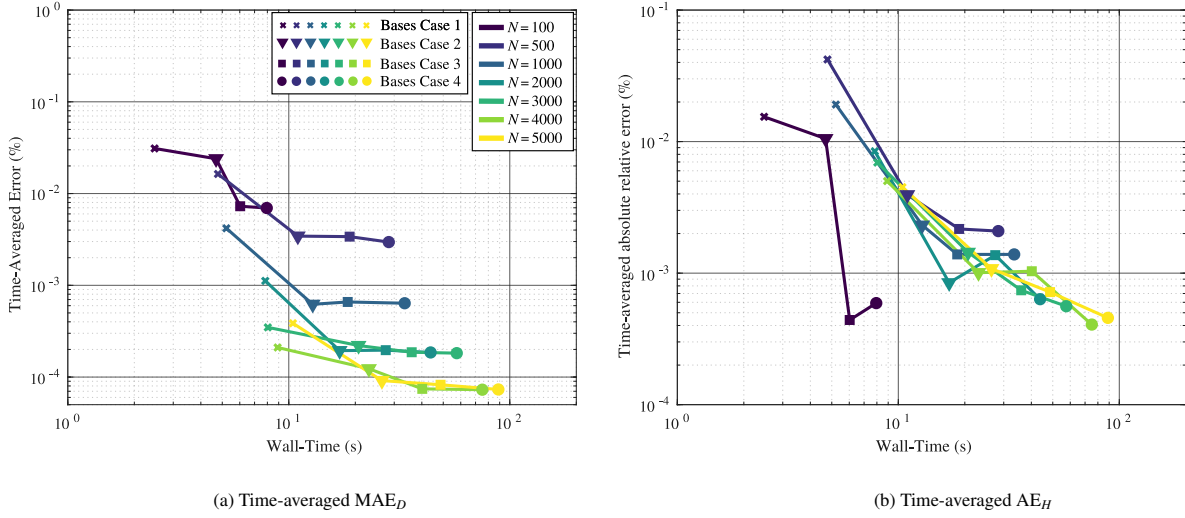 Time-Averaged Error (%)
10^0
10^-1
10^-2
10^-3
10^-4
Bases Case 1
Bases Case 2
Bases Case 3
Bases Case 4
N = 100
N = 500
N = 1000
N = 2000
N = 3000
N = 4000
N = 5000
10^0
10^1
10^2
Wall-Time (s)
(a) Time-averaged MAE_D
Time-averaged absolute relative error (%)
10^-1
10^-2
10^-3
10^-4
10^0
10^1
10^2
Wall-Time (s)
(b) Time-averaged AE_H